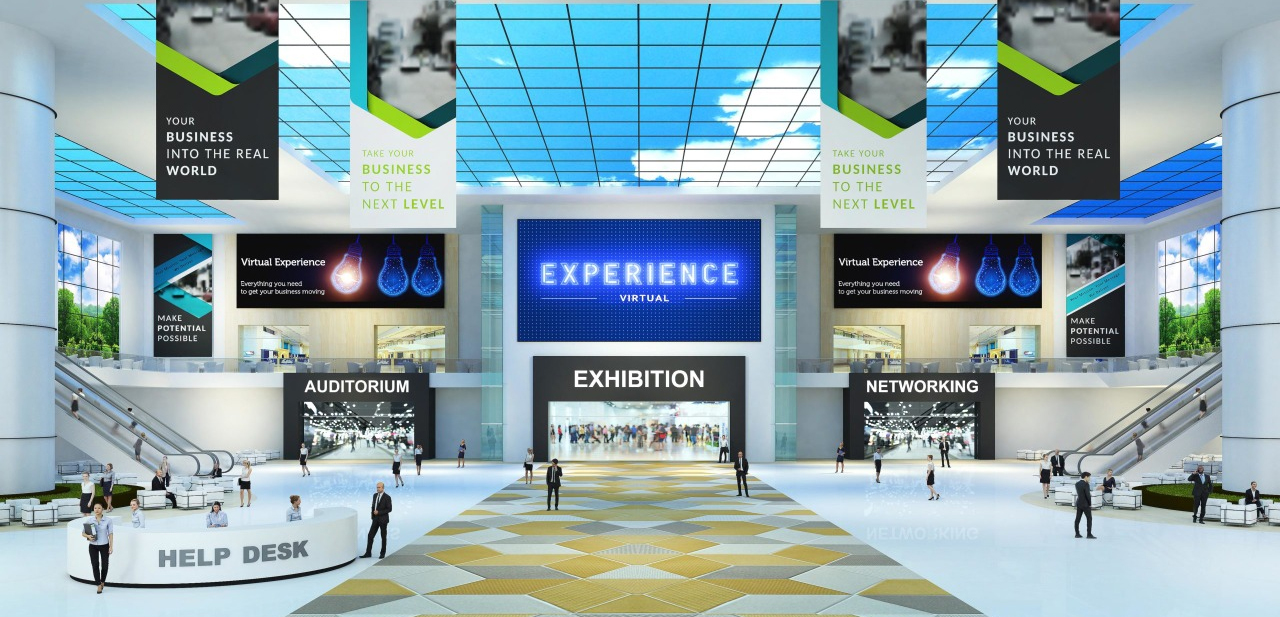 YOUR
BUSINESS
INTO THE REAL
WORLD
TAKE YOUR
BUSINESS
TO THE
NEXT LEVEL
TAKE YOUR
BUSINESS
TO THE
NEXT LEVEL
YOUR
BUSINESS
INTO THE REAL
WORLD
MAKE
POTENTIAL
POSSIBLE
Virtual Experience
Everything you need
to get your business moving
EXPERIENCE
VIRTUAL
Virtual Experience
Everything you need
to get your business moving
MAKE
POTENTIAL
POSSIBLE
AUDITORIUM
EXHIBITION
NETWORKING
HELP DESK